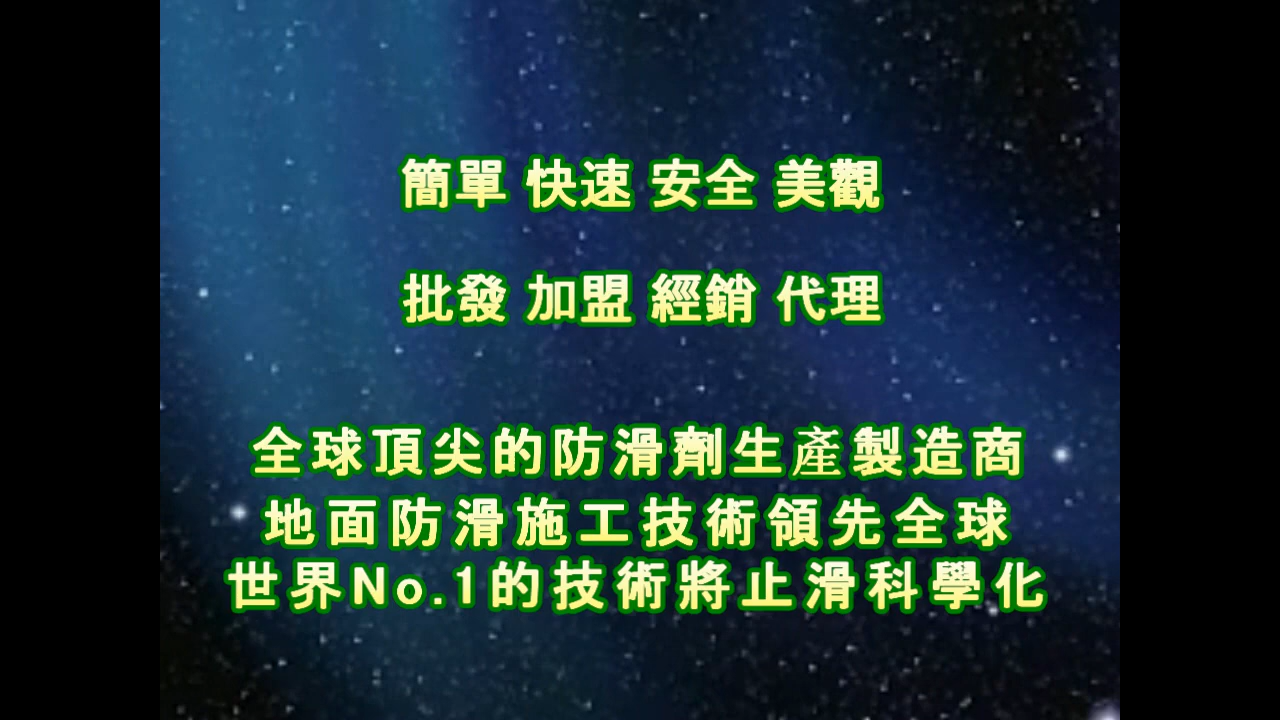 簡單 快速 安全 美觀
批發 加盟 經銷 代理
全球頂尖的防滑劑生產製造商
地面防滑施工技術領先全球
世界No.1的技術將止滑科學化